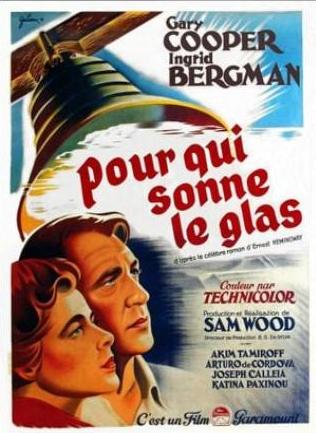 Gary
COOPER
Ingrid
BERGMAN
pour qui
sonne
le glas
d'après le célèbre roman d'Ernest HEMINGWAY
Couleur par
TECHNICOLOR
Production et Réalisation de
SAM WOOD
AKIM TAMIROFF
ARTURO de CORDOVA
JOSEPH CALLEIA
KATINA PAXINOU
C'est un Film Paramount